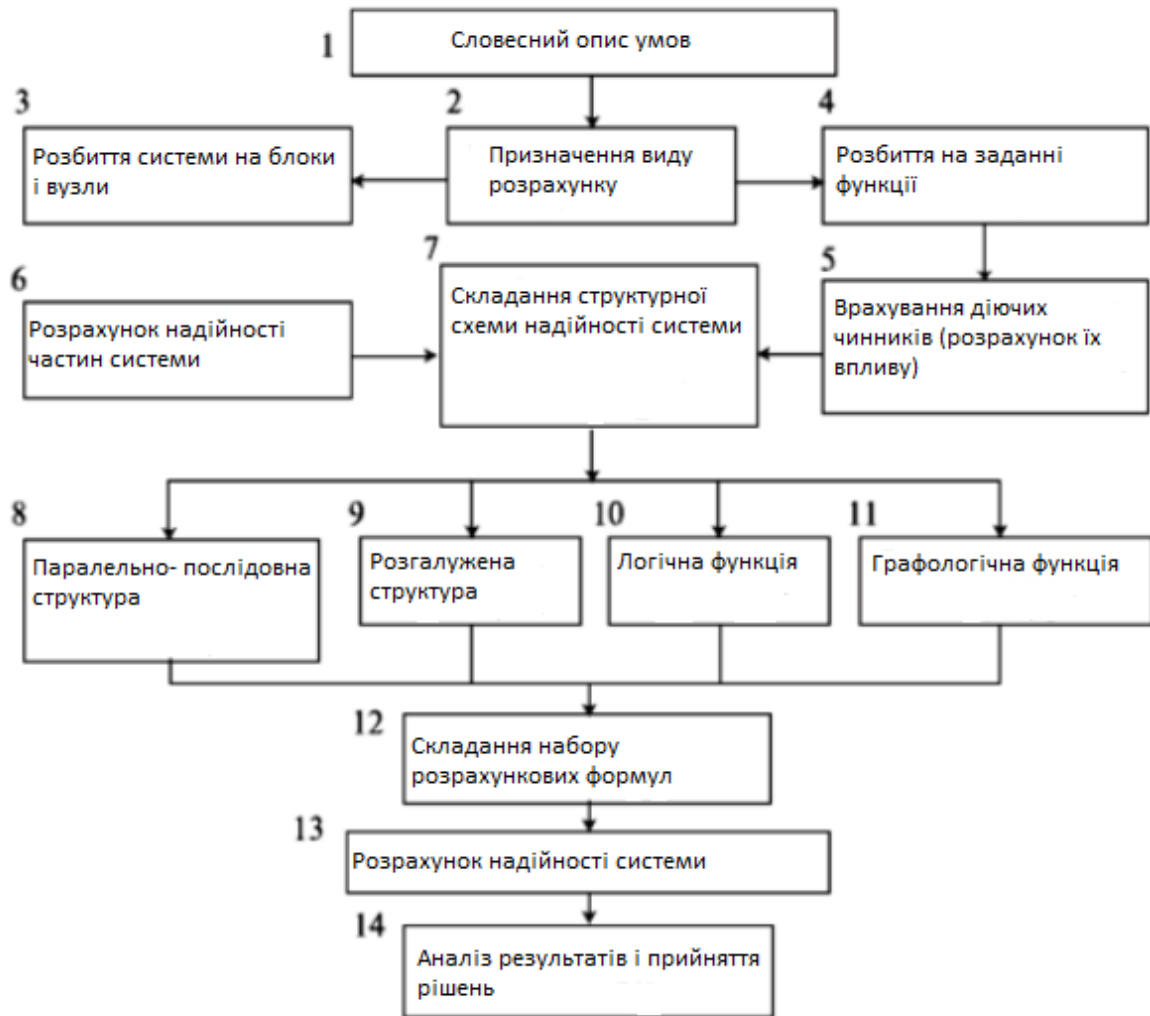 1
Словесний опис умов
3
2
4
Розбиття системи на блоки
і вузли
Призначення виду
розрахунку
Розбиття на заданні
функції
7
5
6
Складання структурної
схеми надійності системи
Врахування діючих
чинників (розрахунок їх
впливу)
Розрахунок надійності
частин системи
8
9
10
11
Паралельно- послідовна
структура
Розгалужена
структура
Логічна функція
Графологічна функція
12
Складання набору
розрахункових формул
13
Розрахунок надійності системи
14
Аналіз результатів і прийняття
рішень